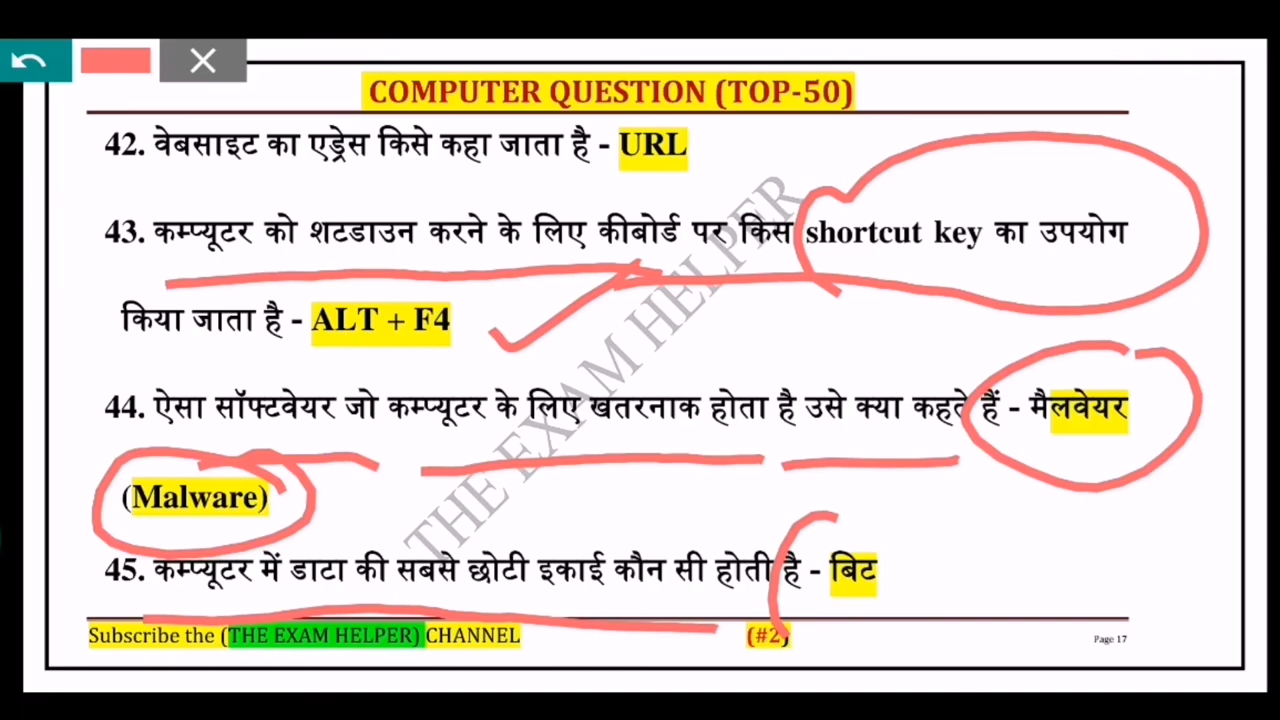 COMPUTER QUESTION (TOP-50)
42. वेबसाइट का एड्रेस किसे कहा जाता है - URL
43. कम्प्यूटर को शटडाउन करने के लिए कीबोर्ड पर किस shortcut key का उपयोग
किया जाता है - ALT + F4
44. ऐसा सॉफ्टवेयर जो कम्प्यूटर के लिए खतरनाक होता है उसे क्या कहते हैं - मैलवेयर
(Malware)
45. कम्प्यूटर में डाटा की सबसे छोटी इकाई कौन सी होती है - बिट
THE EXAM HELPER
Subscribe the (THE EXAM HELPER) CHANNEL (#2) Page 17